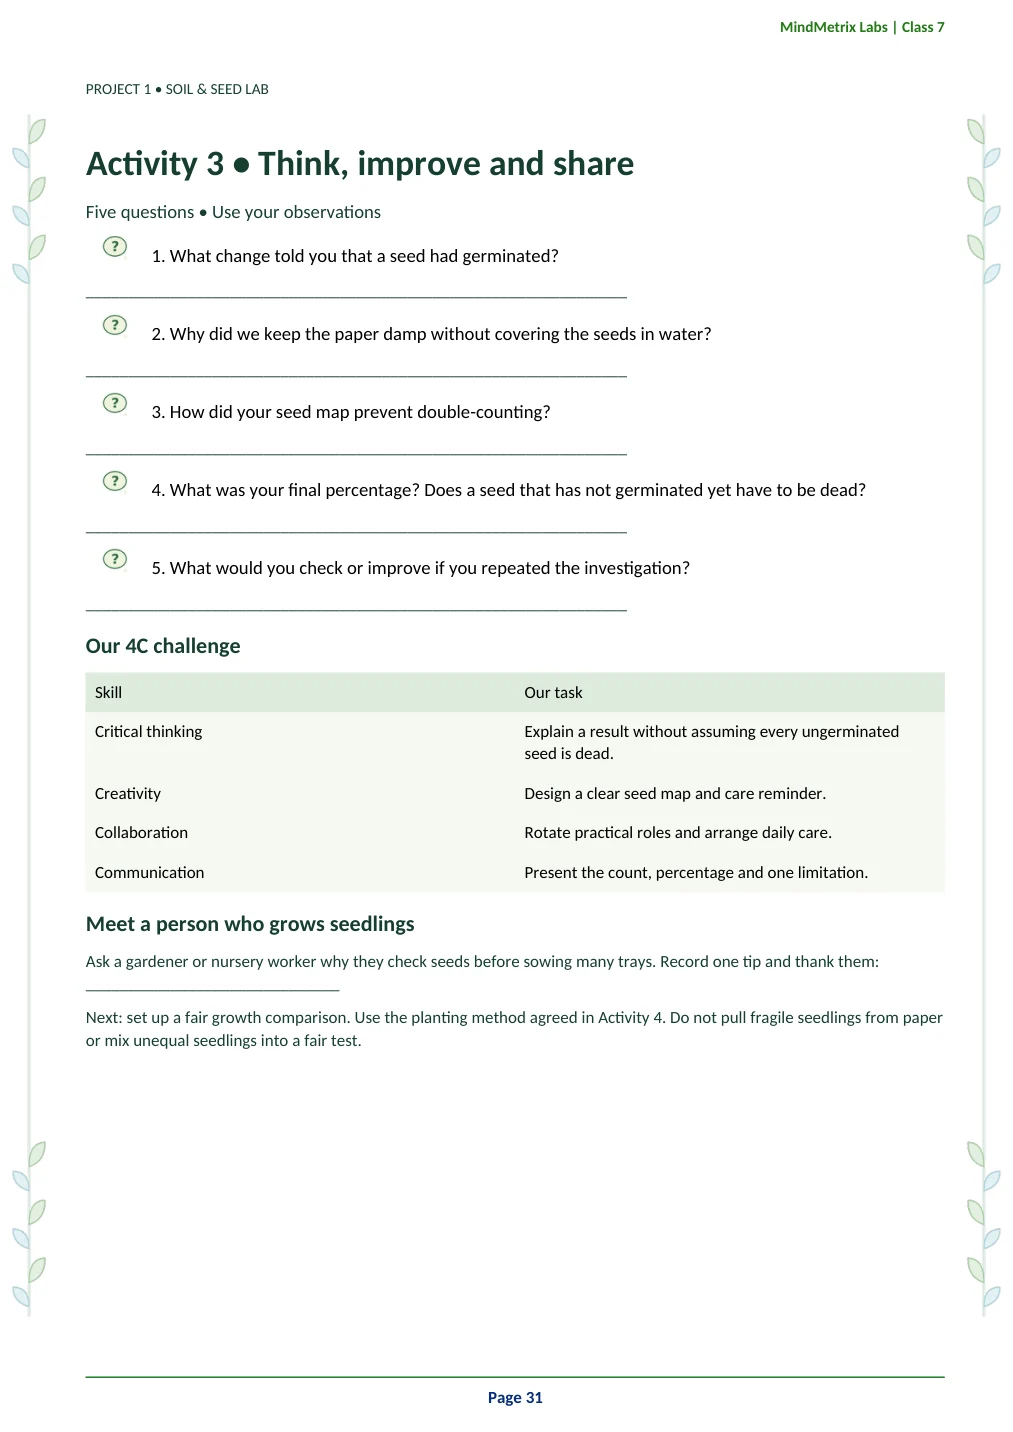 MindMetrix Labs | Class 7
PROJECT 1 • SOIL & SEED LAB
Activity 3 • Think, improve and share
Five questions • Use your observations
? 1. What change told you that a seed had germinated?
? 2. Why did we keep the paper damp without covering the seeds in water?
? 3. How did your seed map prevent double-counting?
? 4. What was your final percentage? Does a seed that has not germinated yet have to be dead?
? 5. What would you check or improve if you repeated the investigation?
Our 4C challenge
Skill Our task
Critical thinking Explain a result without assuming every ungerminated
seed is dead.
Creativity Design a clear seed map and care reminder.
Collaboration Rotate practical roles and arrange daily care.
Communication Present the count, percentage and one limitation.
Meet a person who grows seedlings
Ask a gardener or nursery worker why they check seeds before sowing many trays. Record one tip and thank them:
Next: set up a fair growth comparison. Use the planting method agreed in Activity 4. Do not pull fragile seedlings from paper
or mix unequal seedlings into a fair test.
Page 31